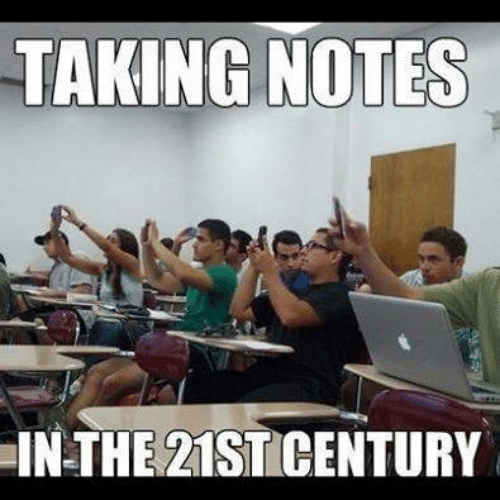 TAKING NOTES
IN THE 21ST CENTURY